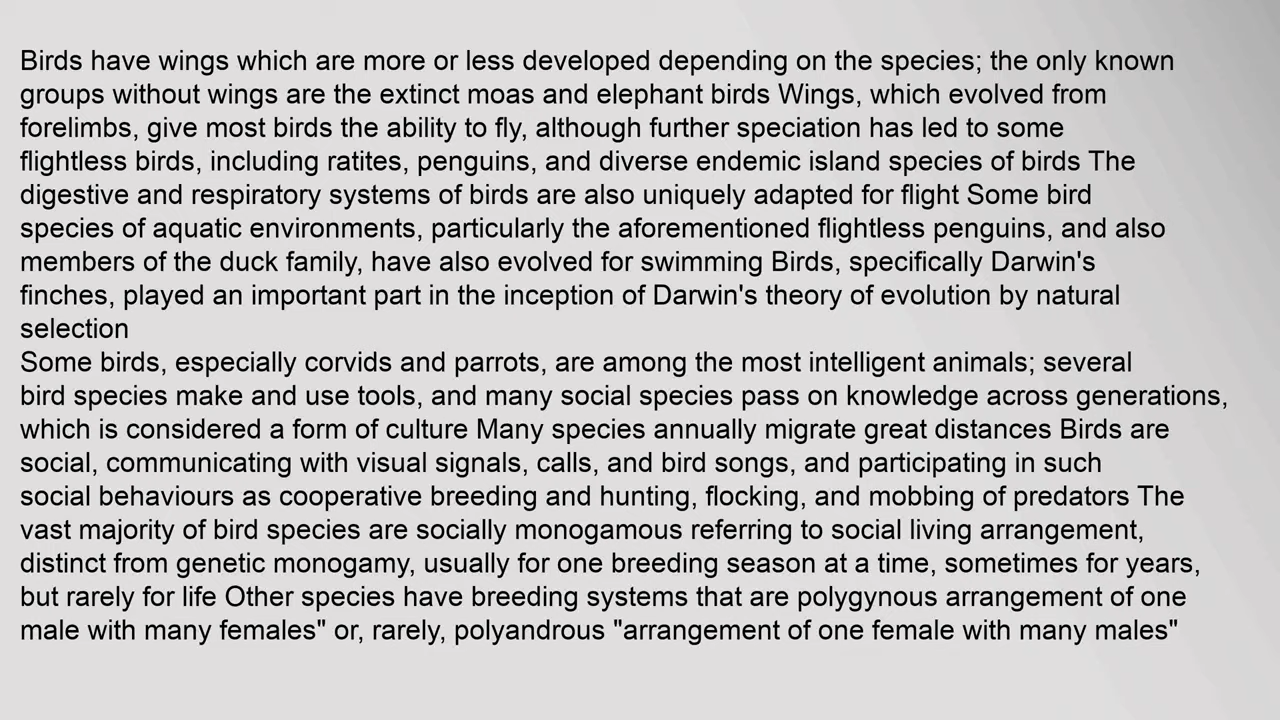 Birds have wings which are more or less developed depending on the species; the only known
groups without wings are the extinct moas and elephant birds Wings, which evolved from
forelimbs, give most birds the ability to fly, although further speciation has led to some
flightless birds, including ratites, penguins, and diverse endemic island species of birds The
digestive and respiratory systems of birds are also uniquely adapted for flight Some bird
species of aquatic environments, particularly the aforementioned flightless penguins, and also
members of the duck family, have also evolved for swimming Birds, specifically Darwin's
finches, played an important part in the inception of Darwin's theory of evolution by natural
selection
Some birds, especially corvids and parrots, are among the most intelligent animals; several
bird species make and use tools, and many social species pass on knowledge across generations,
which is considered a form of culture Many species annually migrate great distances Birds are
social, communicating with visual signals, calls, and bird songs, and participating in such
social behaviours as cooperative breeding and hunting, flocking, and mobbing of predators The
vast majority of bird species are socially monogamous referring to social living arrangement,
distinct from genetic monogamy, usually for one breeding season at a time, sometimes for years,
but rarely for life Other species have breeding systems that are polygynous arrangement of one
male with many females" or, rarely, polyandrous "arrangement of one female with many males"